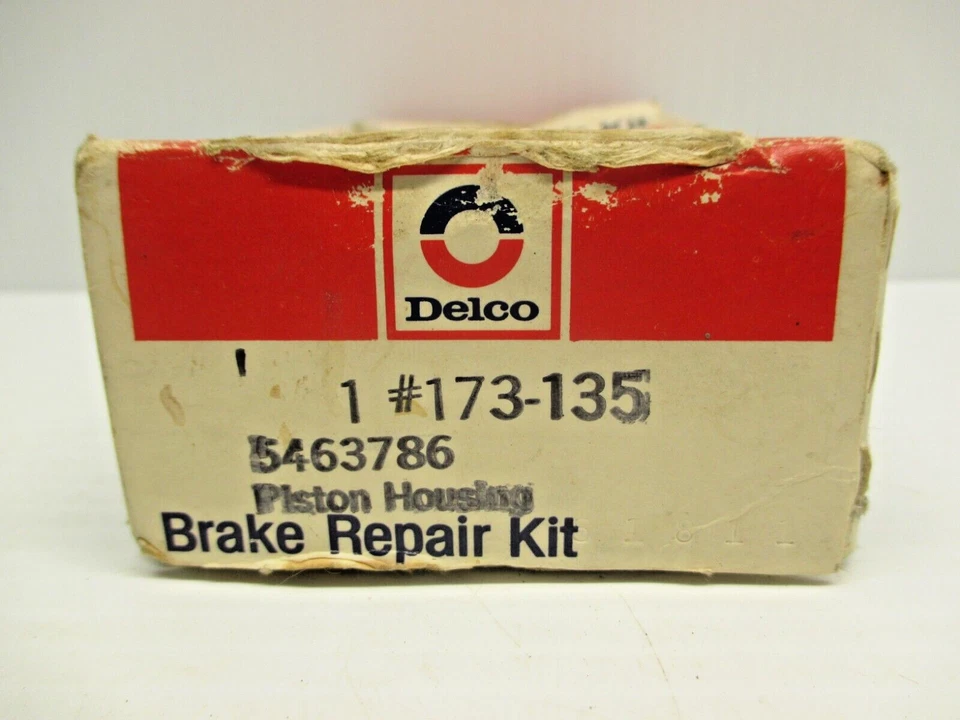 Delco
1 #173-135
5463786
Piston Housing
Brake Repair Kit